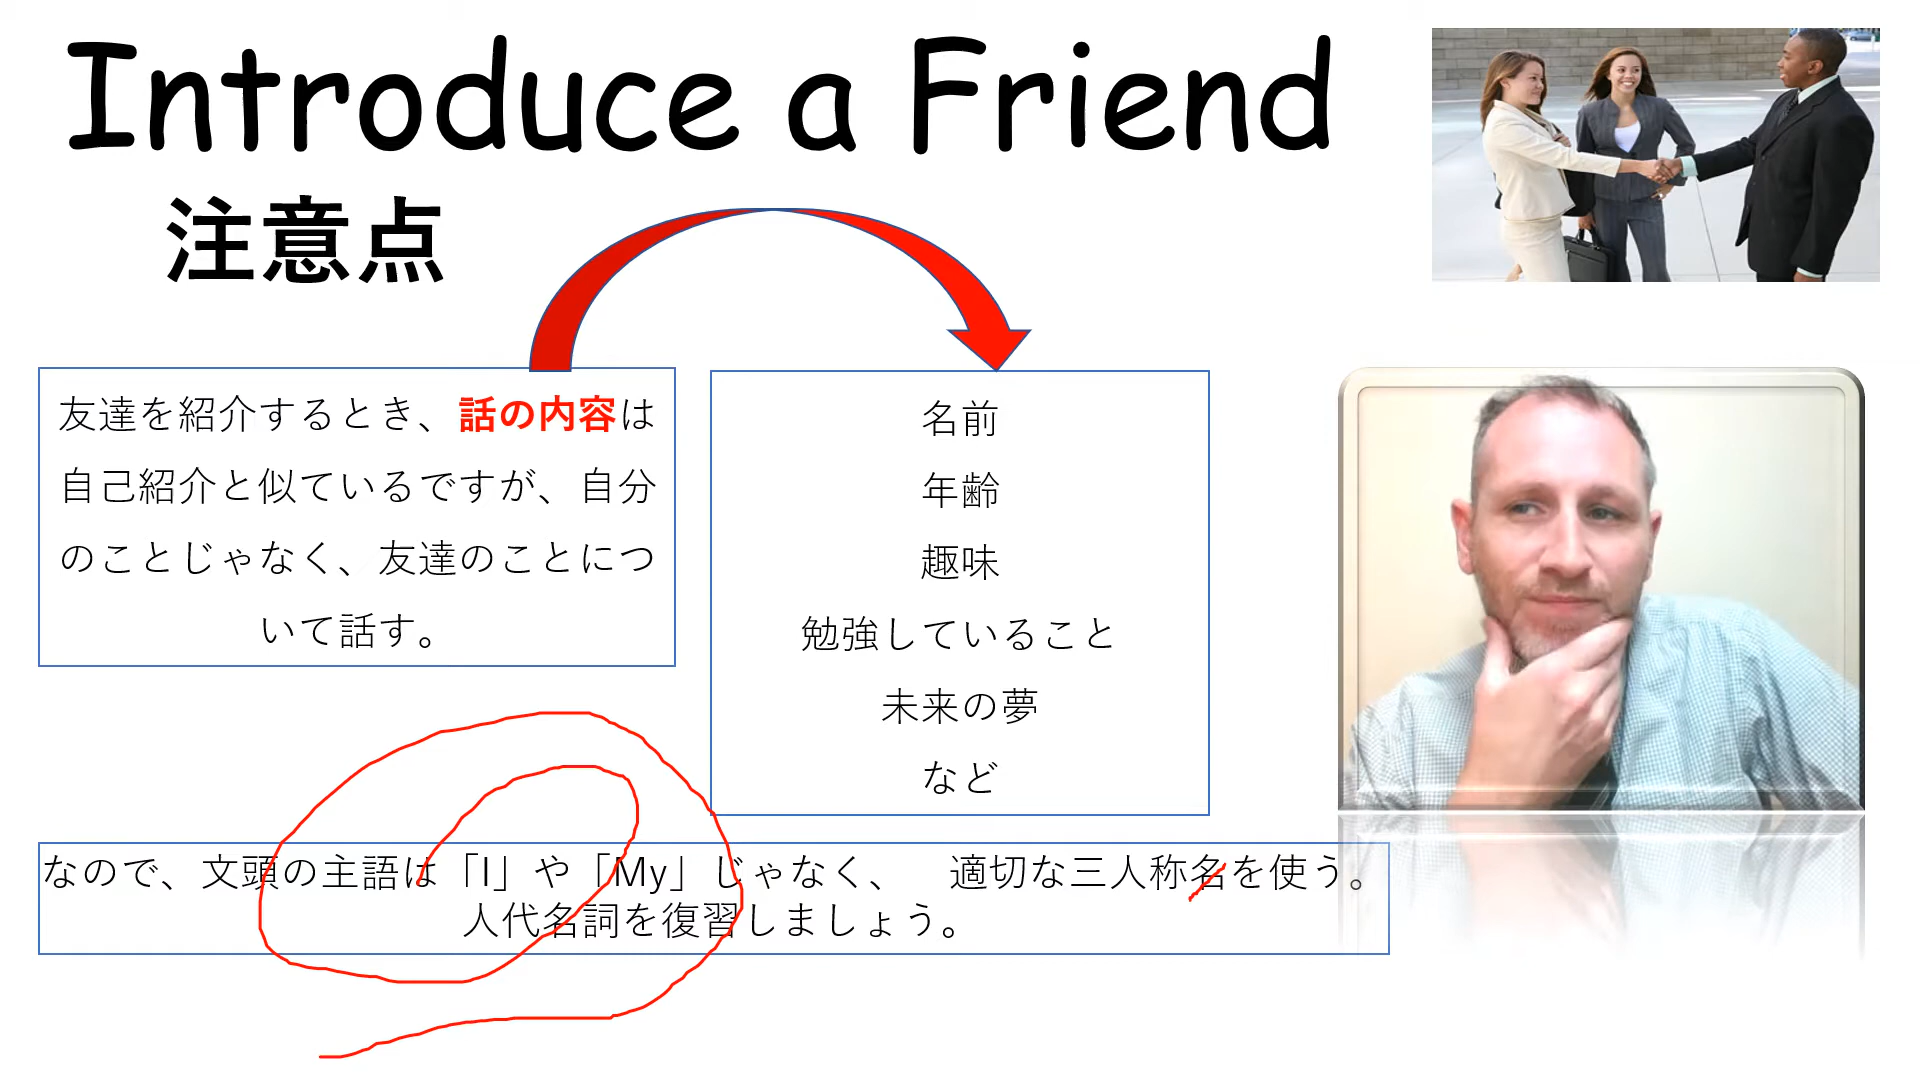 Introduce a Friend
注意点
友達を紹介するとき、話の内容は
自己紹介と似ているですが、自分
のことじゃなく、友達のことにつ
いて話す。
名前
年齢
趣味
勉強していること
未来の夢
など
なので、文頭の主語は「I」や「My」じゃなく、　適切な三人称名を使う。
人代名詞を復習しましょう。